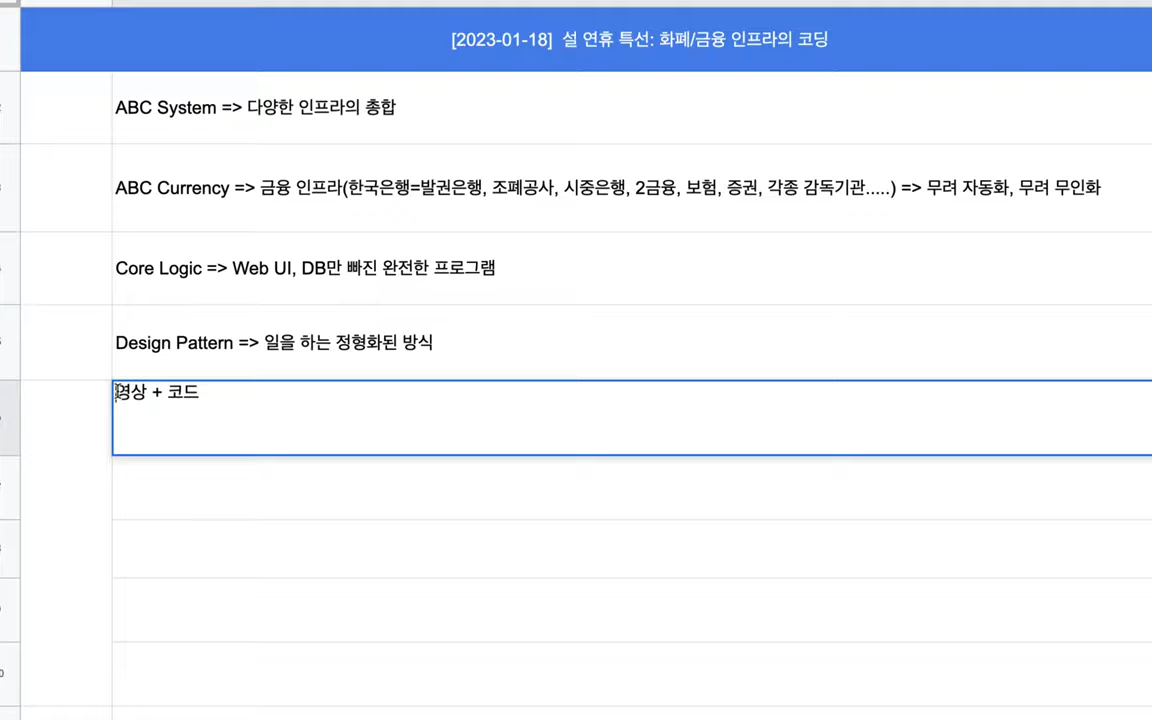 [2023-01-18] 설 연휴 특선: 화폐/금융 인프라의 코딩
ABC System => 다양한 인프라의 총합
ABC Currency => 금융 인프라(한국은행=발권은행, 조폐공사, 시중은행, 2금융, 보험, 증권, 각종 감독기관.....) => 무려 자동화, 무려 무인화
Core Logic => Web UI, DB만 빠진 완전한 프로그램
Design Pattern => 일을 하는 정형화된 방식
영상 + 코드